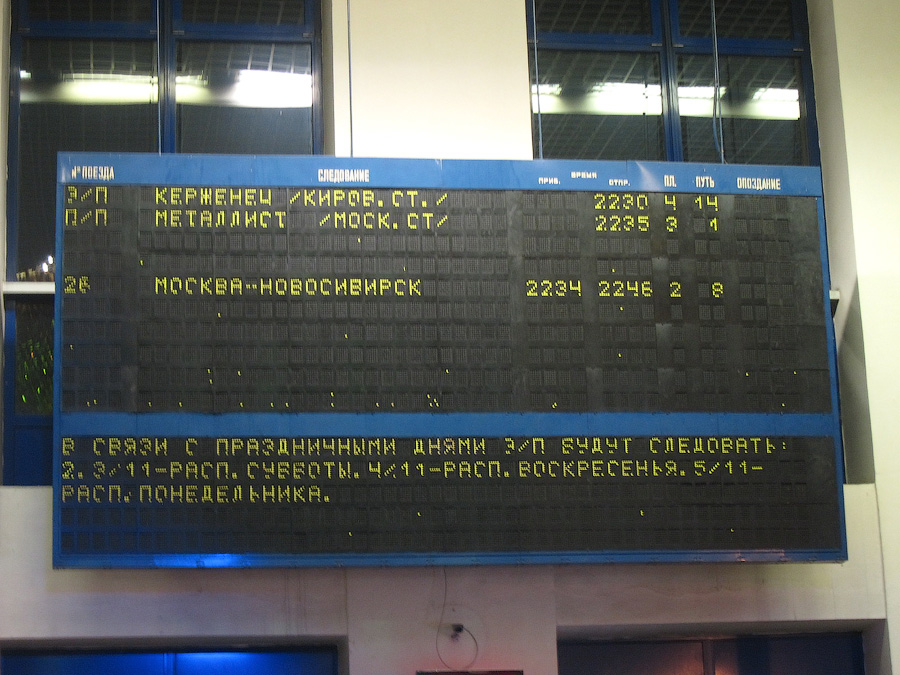 № ПОЕЗДА СЛЕДОВАНИЕ ПРИБ. ВРЕМЯ ОТПР. ПЛ. ПУТЬ ОПОЗДАНИЕ
Э/П КЕРЖЕНЕЦ /КИРОВ.СТ./ 2230 4 14
П/П МЕТАЛЛИСТ /МОСК.СТ/ 2235 3 1
26 МОСКВА--НОВОСИБИРСК 2234 2246 2 8
В СВЯЗИ С ПРАЗДНИЧНЫМИ ДНЯМИ Э/П БУДУТ СЛЕДОВАТЬ:
2.3/11-РАСП.СУББОТЫ.4/11-РАСП.ВОСКРЕСЕНЬЯ.5/11-
РАСП.ПОНЕДЕЛЬНИКА.